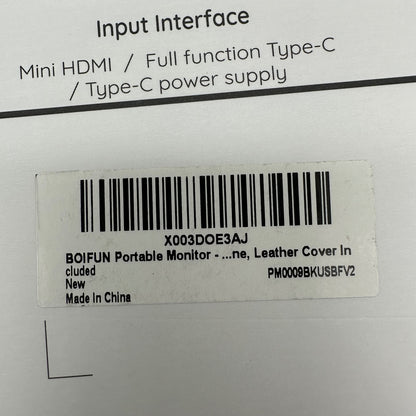 Input Interface
Mini HDMI / Full function Type-C
/ Type-C power supply
X003DOE3AJ
BOIFUN Portable Monitor - ...ne, Leather Cover In
cluded
New
PM0009BKUSBFV2
Made In China